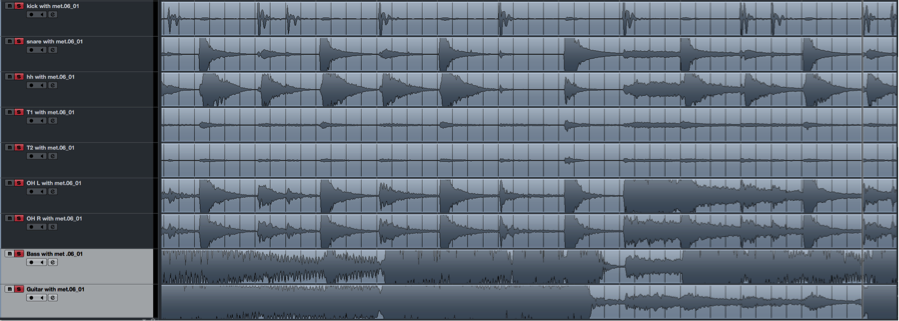 kick with met.06_01
snare with met.06_01
hh with met.06_01
T1 with met.06_01
T2 with met.06_01
OH L with met.06_01
OH R with met.06_01
Bass with met .06_01
Guitar with met.06_01